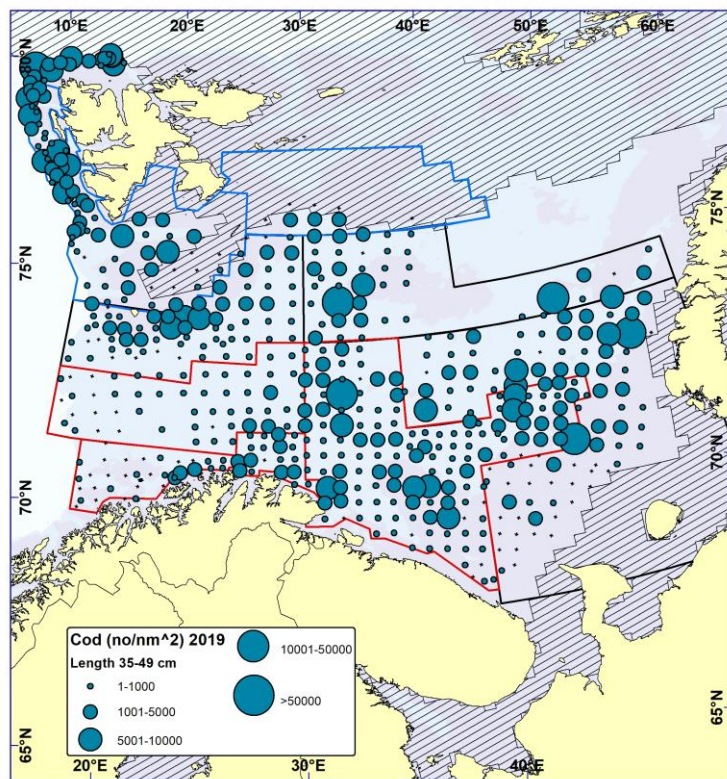 10°E 20°E 30°E 40°E 50°E 60°E
80°N
75°N
75°N
70°N
70°N
Cod (no/nm^2) 2019
Length 35-49 cm
1-1000
1001-5000
5001-10000
10001-50000
>50000
65°N
65°N
20°E 30°E 40°E